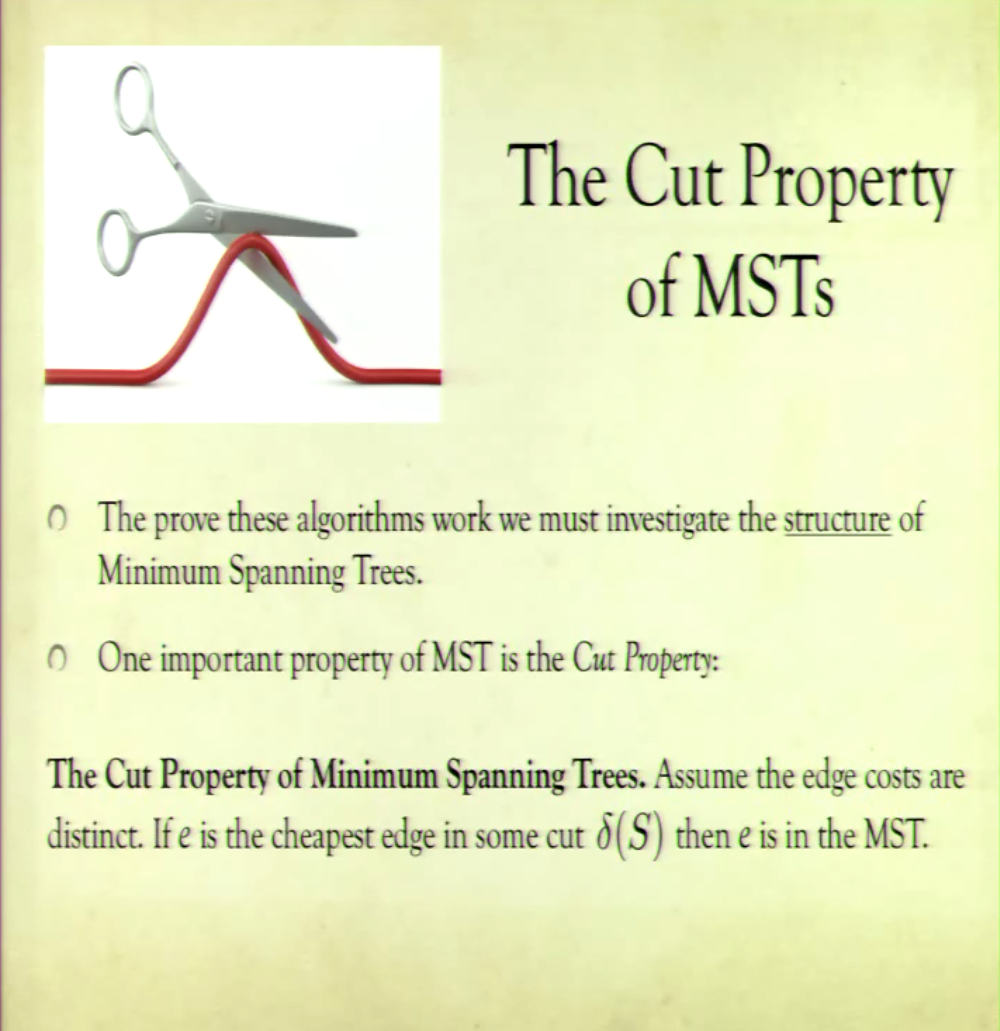 The Cut Property
of MSTs
The prove these algorithms work we must investigate the structure of
Minimum Spanning Trees.
One important property of MST is the Cut Property:
The Cut Property of Minimum Spanning Trees. Assume the edge costs are
distinct. If e is the cheapest edge in some cut δ(S) then e is in the MST.